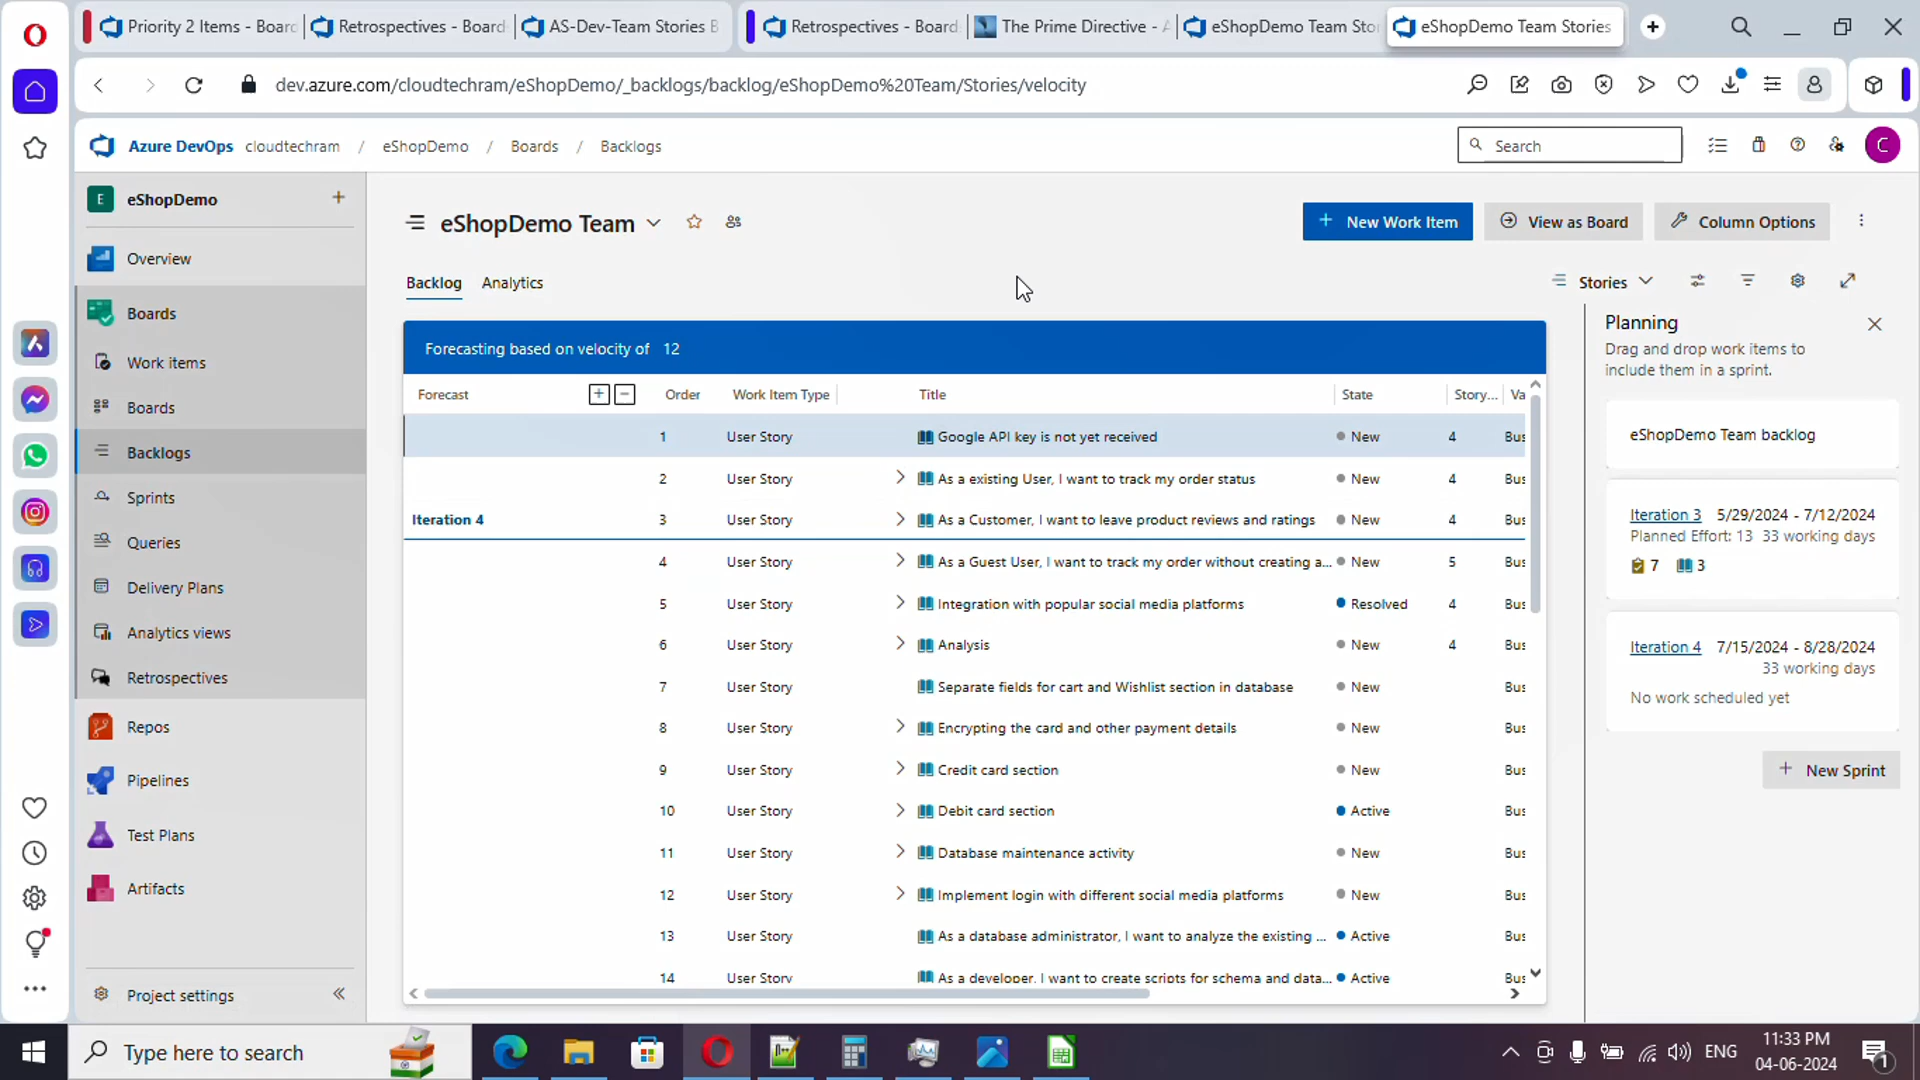 Priority 2 Items - Board
Retrospectives - Board
AS-Dev-Team Stories B
Retrospectives - Board
The Prime Directive - A
eShopDemo Team Sto
eShopDemo Team Stories
dev.azure.com/cloudtechram/eShopDemo/_backlogs/backlog/eShopDemo%20Team/Stories/velocity
Azure DevOps cloudtechram / eShopDemo / Boards / Backlogs
Search
C
E eShopDemo
Overview
Boards
Work items
Boards
Backlogs
Sprints
Queries
Delivery Plans
Analytics views
Retrospectives
Repos
Pipelines
Test Plans
Artifacts
Project settings
eShopDemo Team
New Work Item
View as Board
Column Options
Backlog Analytics
Stories
Forecasting based on velocity of 12
Forecast Order Work Item Type Title State Story... Va
1 User Story Google API key is not yet received New 4 Bus
2 User Story As a existing User, I want to track my order status New 4 Bus
Iteration 4 3 User Story As a Customer, I want to leave product reviews and ratings New 4 Bus
4 User Story As a Guest User, I want to track my order without creating a... New 5 Bus
5 User Story Integration with popular social media platforms Resolved 4 Bus
6 User Story Analysis New 4 Bus
7 User Story Separate fields for cart and Wishlist section in database New Bus
8 User Story Encrypting the card and other payment details New Bus
9 User Story Credit card section New Bus
10 User Story Debit card section Active Bus
11 User Story Database maintenance activity New Bus
12 User Story Implement login with different social media platforms New Bus
13 User Story As a database administrator, I want to analyze the existing ... Active Bus
14 User Story As a developer, I want to create scripts for schema and data... Active Bus
Planning
Drag and drop work items to
include them in a sprint.
eShopDemo Team backlog
Iteration 3 5/29/2024 - 7/12/2024
Planned Effort: 13 33 working days
7 3
Iteration 4 7/15/2024 - 8/28/2024
33 working days
No work scheduled yet
New Sprint
Type here to search
ENG
11:33 PM
04-06-2024
1